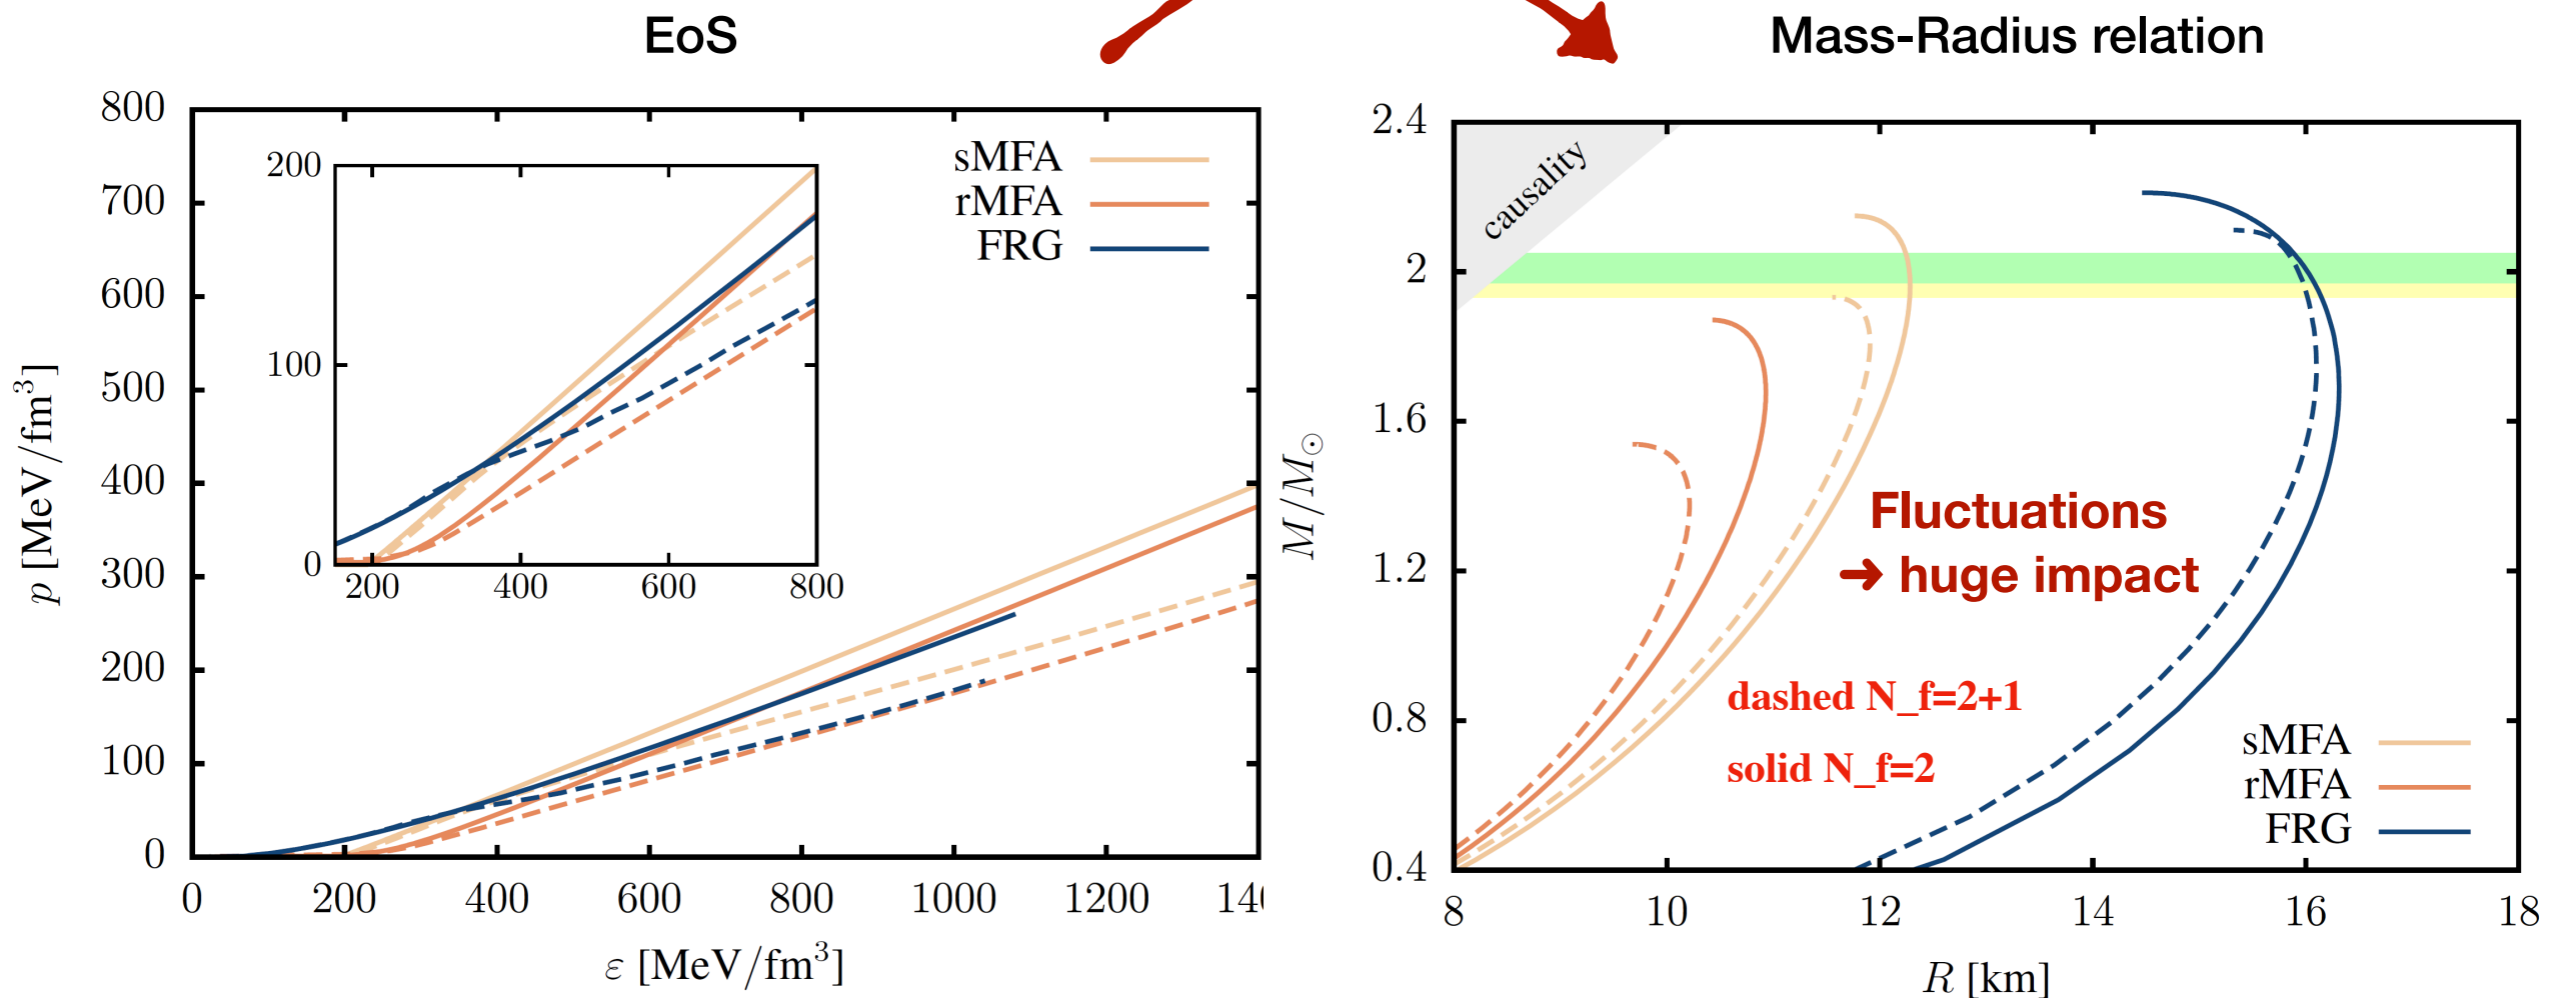 EoS
Mass-Radius relation
800
700
600
500
400
300
200
100
0
p [MeV/fm³]
200
100
0
200 400 600 800
sMFA
rMFA
FRG
0 200 400 600 800 1000 1200 140
ε [MeV/fm³]
2.4
2
1.6
1.2
0.8
0.4
M/M☉
causality
Fluctuations
➜ huge impact
dashed N_f=2+1
solid N_f=2
sMFA
rMFA
FRG
8 10 12 14 16 18
R [km]